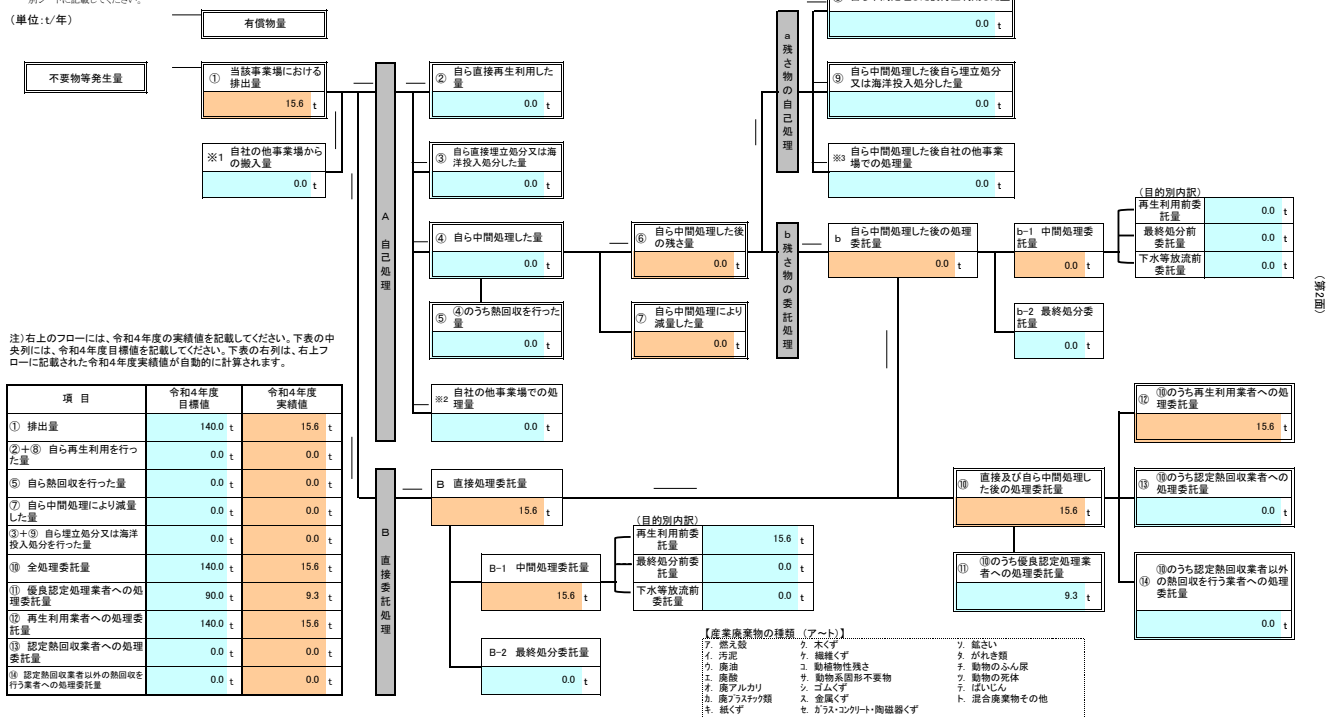 別シートに記載してください。
(単位:t/年)
有償物量
不要物等発生量
① 当該事業場における
排出量
15.6 t
※1 自社の他事業場から
の搬入量
0.0 t
A 自己処理
② 自ら直接再生利用した
量
0.0 t
③ 自ら直接埋立処分又は海
洋投入処分した量
0.0 t
④ 自ら中間処理した量
0.0 t
⑤ ④のうち熱回収を行った
量
0.0 t
※2 自社の他事業場での処
理量
0.0 t
⑥ 自ら中間処理した後
の残さ量
0.0 t
⑦ 自ら中間処理により
減量した量
0.0 t
a 残さ物の自己処理
0.0 t
⑨ 自ら中間処理した後自ら埋立処分
又は海洋投入処分した量
0.0 t
※3 自ら中間処理した後自社の他事業
場での処理量
0.0 t
b 残さ物の委託処理
b 自ら中間処理した後の処理
委託量
0.0 t
b-1 中間処理委
託量
0.0 t
(目的別内訳)
再生利用前委
託量 0.0 t
最終処分前
委託量 0.0 t
下水等放流前
委託量 0.0 t
b-2 最終処分委
託量
0.0 t
(第2面)
注)右上のフローには、令和4年度の実績値を記載してください。下表の中
央列には、令和4年度目標値を記載してください。下表の右列は、右上フ
ローに記載された令和4年度実績値が自動的に計算されます。
項 目 令和4年度
目標値 令和4年度
実績値
① 排出量 140.0 t 15.6 t
②+⑧ 自ら再生利用を行っ
た量 0.0 t 0.0 t
⑤ 自ら熱回収を行った量 0.0 t 0.0 t
⑦ 自ら中間処理により減量
した量 0.0 t 0.0 t
③+⑨ 自ら埋立処分又は海洋
投入処分を行った量 0.0 t 0.0 t
⑩ 全処理委託量 140.0 t 15.6 t
⑪ 優良認定処理業者への処
理委託量 90.0 t 9.3 t
⑫ 再生利用業者への処理委
託量 140.0 t 15.6 t
⑬ 認定熱回収業者への処理
委託量 0.0 t 0.0 t
⑭ 認定熱回収業者以外の熱回収を
行う業者への処理委託量 0.0 t 0.0 t
B 直接委託処理
B 直接処理委託量
15.6 t
B-1 中間処理委託量
15.6 t
(目的別内訳)
再生利用前委
託量 15.6 t
最終処分前委
託量 0.0 t
下水等放流前
委託量 0.0 t
B-2 最終処分委託量
0.0 t
⑩ 直接及び自ら中間処理し
た後の処理委託量
15.6 t
⑪ ⑩のうち優良認定処理業
者への処理委託量
9.3 t
⑫ ⑩のうち再生利用業者への処
理委託量
15.6 t
⑬ ⑩のうち認定熱回収業者への
処理委託量
0.0 t
⑭ ⑩のうち認定熱回収業者以外
の熱回収を行う業者への処理
委託量
0.0 t
【産業廃棄物の種類 (ア~ト)】
ア. 燃え殻 ク. 木くず ソ. 鉱さい
イ. 汚泥 ケ. 繊維くず タ. がれき類
ウ. 廃油 コ. 動植物性残さ チ. 動物のふん尿
エ. 廃酸 サ. 動物系固形不要物 ツ. 動物の死体
オ. 廃アルカリ シ. ゴムくず テ. ばいじん
カ. 廃プラスチック類 ス. 金属くず ト. 混合廃棄物その他
キ. 紙くず セ. ガラス・コンクリート・陶磁器くず